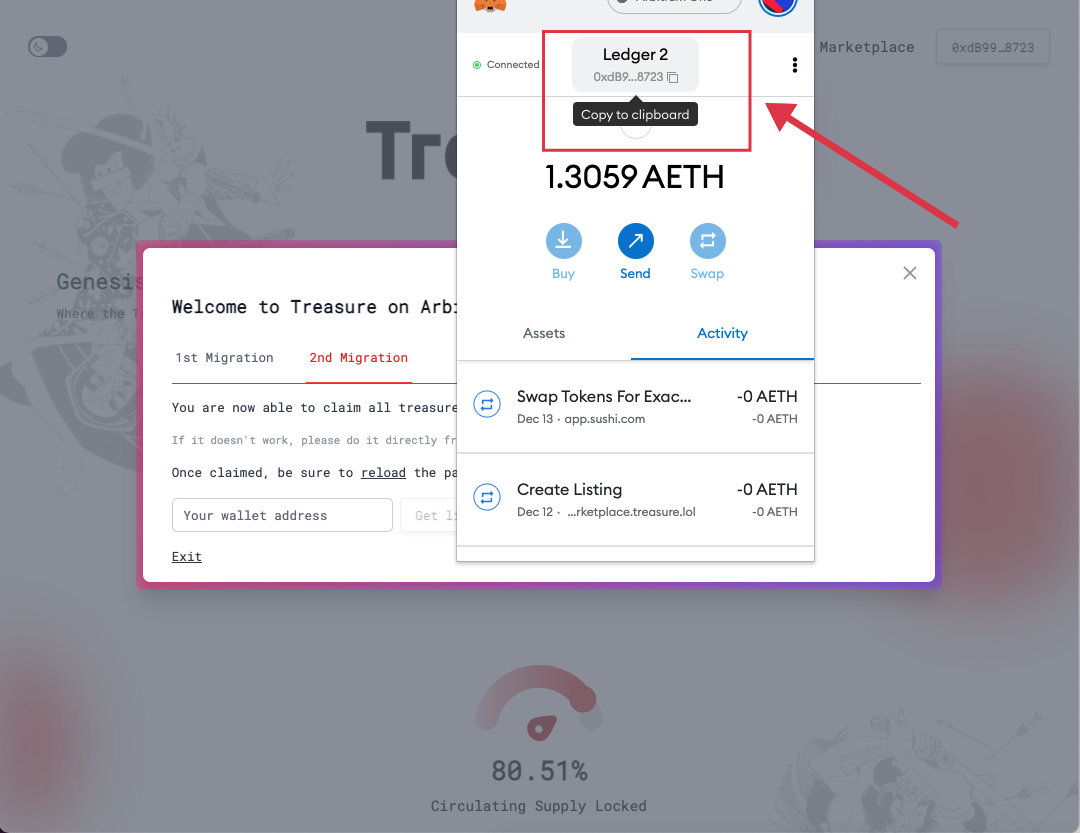 Arbitrum One
Marketplace
0xdB99…8723
Connected
Ledger 2
0xdB9...8723
Copy to clipboard
Tre
1.3059 AETH
Buy
Send
Swap
Genesis
Where the T
Welcome to Treasure on Arbi
1st Migration
2nd Migration
Assets
Activity
You are now able to claim all treasure
If it doesn't work, please do it directly fr
Once claimed, be sure to reload the pa
Your wallet address
Get li
Exit
Swap Tokens For Exac...
-0 AETH
Dec 13 · app.sushi.com
-0 AETH
Create Listing
-0 AETH
Dec 12 · ...rketplace.treasure.lol
-0 AETH
80.51%
Circulating Supply Locked